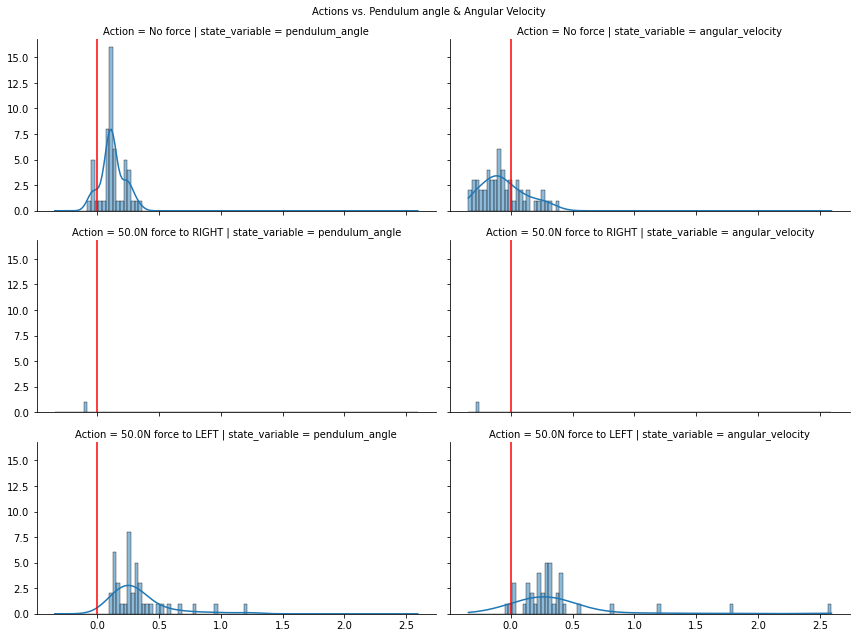 Actions vs. Pendulum angle & Angular Velocity
Action = No force | state_variable = pendulum_angle
Action = No force | state_variable = angular_velocity
15.0
12.5
10.0
7.5
5.0
2.5
0.0
Action = 50.0N force to RIGHT | state_variable = pendulum_angle
Action = 50.0N force to RIGHT | state_variable = angular_velocity
15.0
12.5
10.0
7.5
5.0
2.5
0.0
Action = 50.0N force to LEFT | state_variable = pendulum_angle
Action = 50.0N force to LEFT | state_variable = angular_velocity
15.0
12.5
10.0
7.5
5.0
2.5
0.0
0.0 0.5 1.0 1.5 2.0 2.5
0.0 0.5 1.0 1.5 2.0 2.5